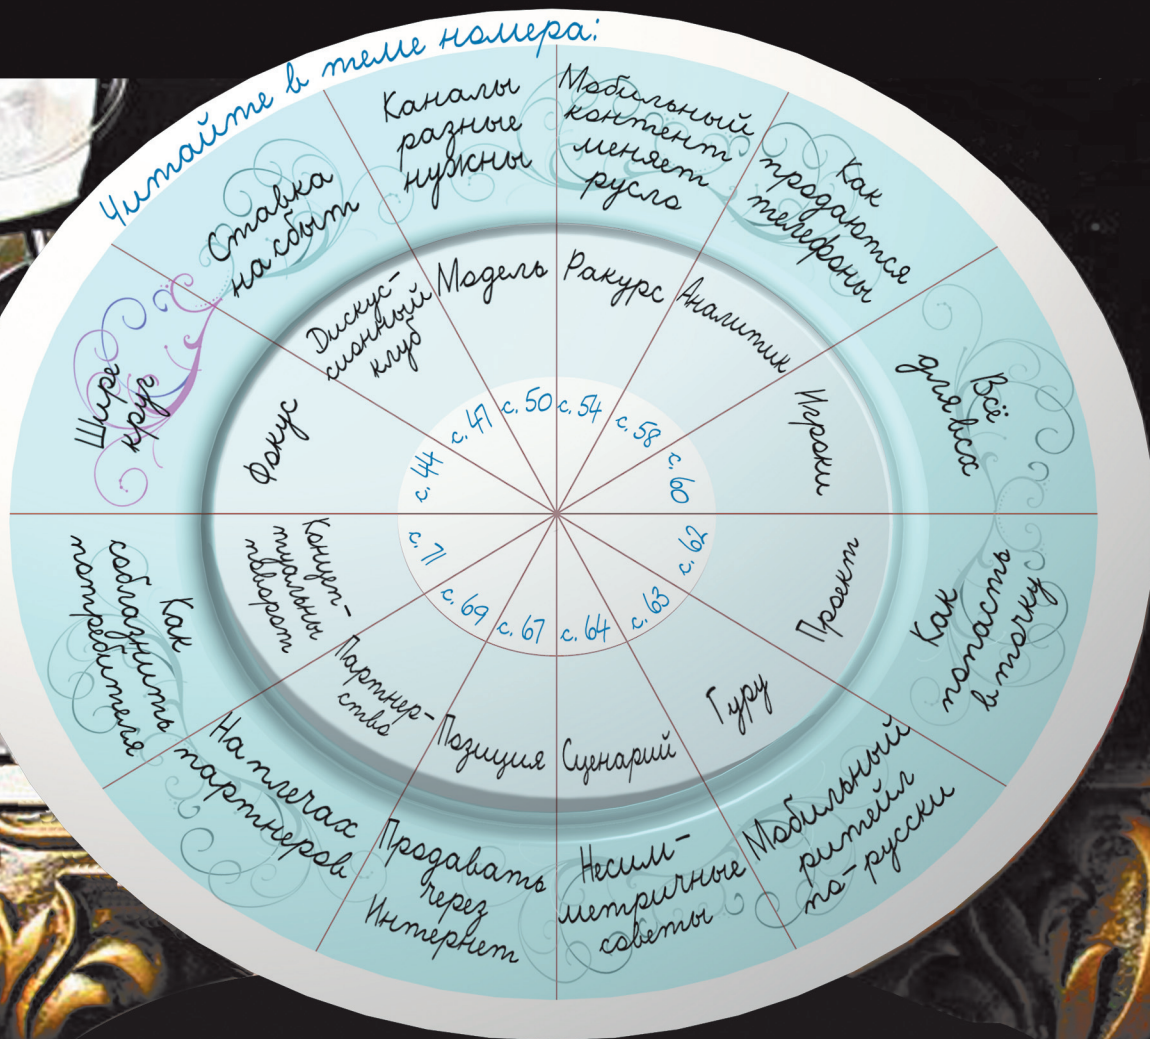 Читайте в теме номера:
Шире
круг
Фокус
с. 44
Ставка
на сбыт
Дискус-
сионный
клуб
с. 41
Каналы
разные
нужны
Модель
с. 50
Мобильный
контент
меняет
русло
Ракурс
с. 54
Как
продаются
телефоны
Аналитик
с. 58
Всё
для вса
Игроки
с. 60
Как
попасть
в точку
Проект
с. 62
Мобильный
ритейл
по-русски
Гуру
с. 63
Несим-
метричные
советы
Сценарий
с. 64
Продавать
через
Интернет
Позиция
с. 67
На плечах
партнеров
Партнер-
ство
с. 69
Как
соблазнить
потребителя
Концеп-
туальны
поворот
с. 71